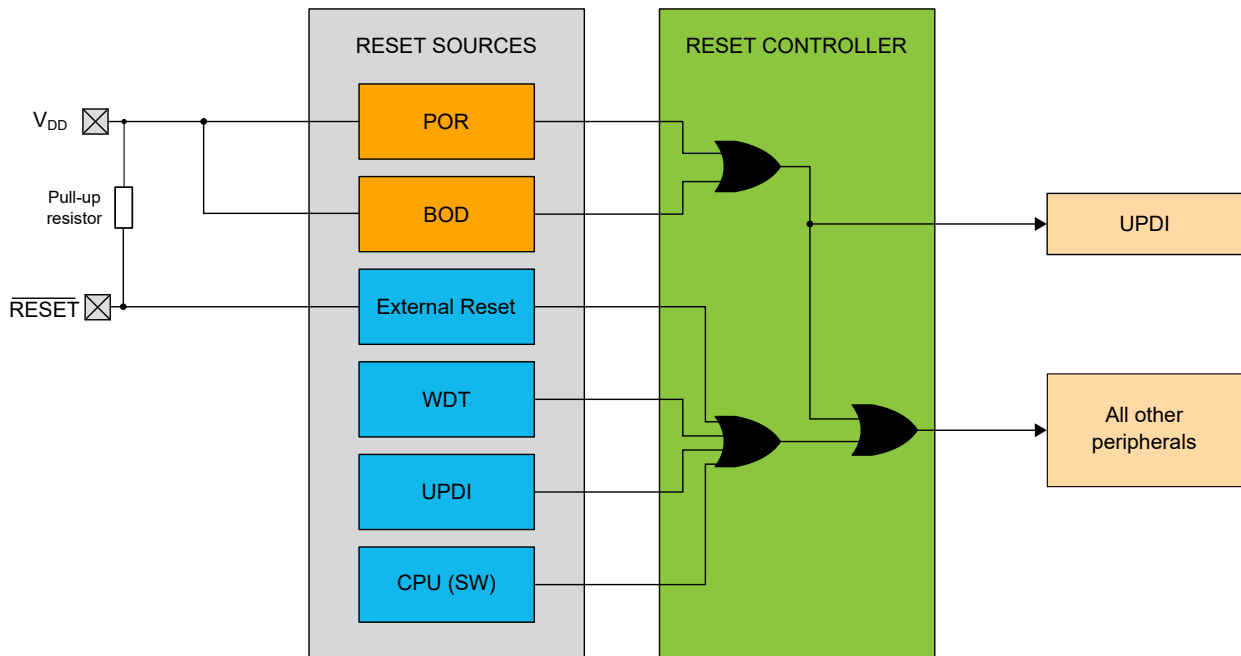 RESET SOURCES
RESET CONTROLLER
V_DD
POR
Pull-up
resistor
BOD
UPDI
RESET
External Reset
WDT
All other
peripherals
UPDI
CPU (SW)